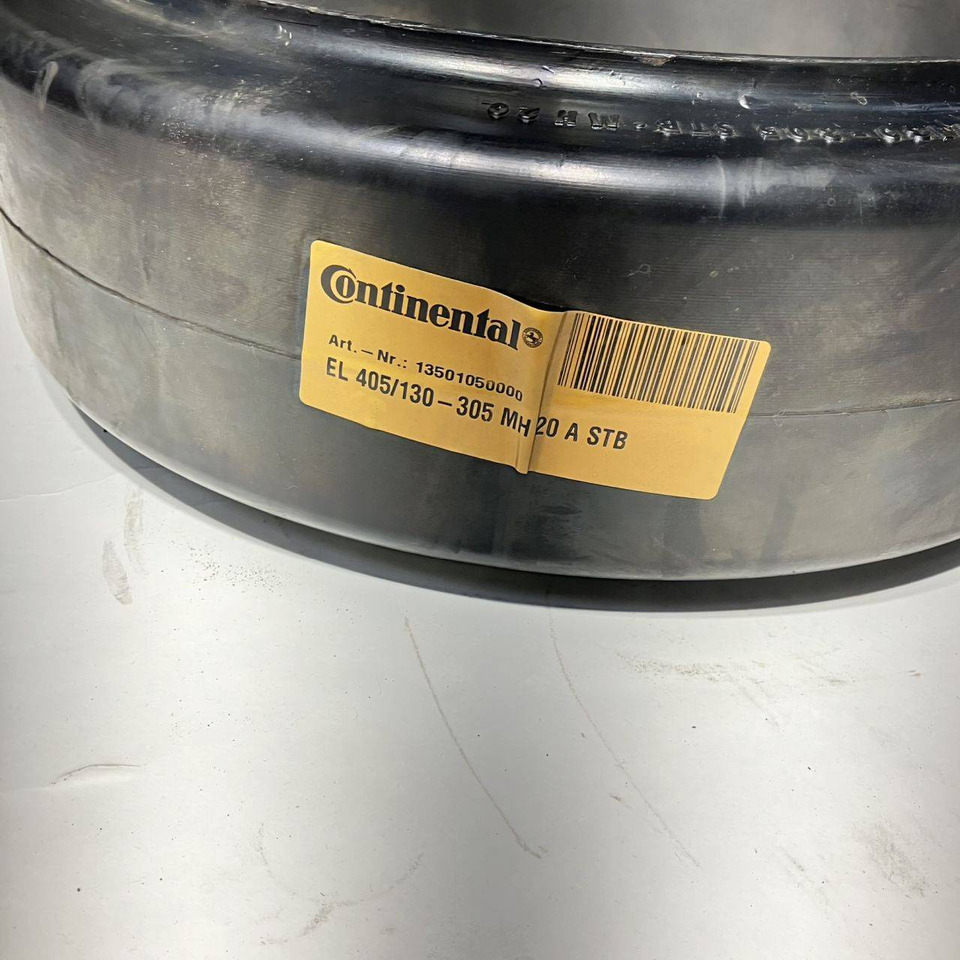 Continental
Art.–Nr.: 13501050000
EL 405/130–305 MH 20 A STB